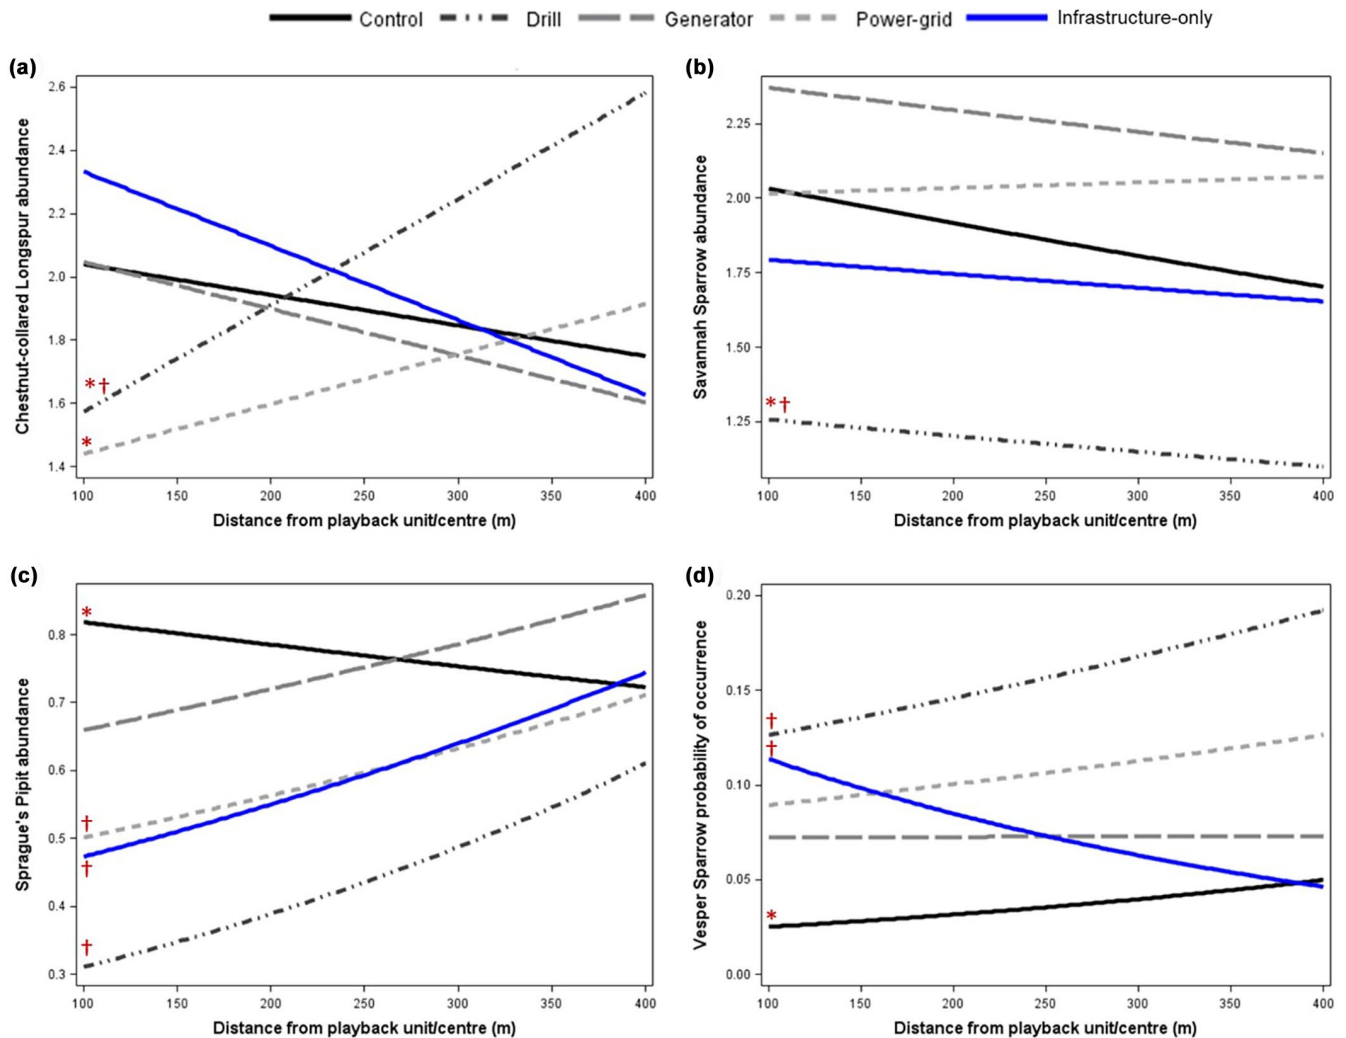 Control Drill Generator Power-grid Infrastructure-only
(a)
Chestnut-collared Longspur abundance
2.6
2.4
2.2
2.0
1.8
1.6
1.4
*†
*
100 150 200 250 300 350 400
Distance from playback unit/centre (m)
(b)
Savannah Sparrow abundance
2.25
2.00
1.75
1.50
1.25
*†
100 150 200 250 300 350 400
Distance from playback unit/centre (m)
(c)
Sprague's Pipit abundance
0.8
0.7
0.6
0.5
0.4
0.3
*
†
†
†
100 150 200 250 300 350 400
Distance from playback unit/centre (m)
(d)
Vesper Sparrow probability of occurrence
0.20
0.15
0.10
0.05
0.00
†
†
*
100 150 200 250 300 350 400
Distance from playback unit/centre (m)